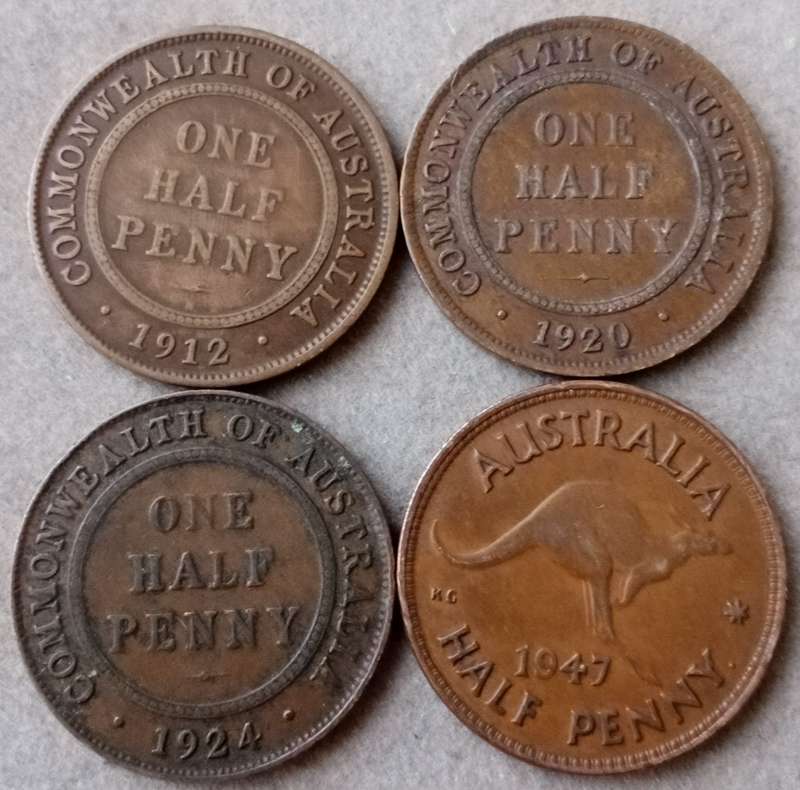 COMMONWEALTH OF AUSTRALIA
ONE
HALF
PENNY
1912
COMMONWEALTH OF AUSTRALIA
ONE
HALF
PENNY
1920
COMMONWEALTH OF AUSTRALIA
ONE
HALF
PENNY
1924
AUSTRALIA
KG
1947
HALF PENNY.